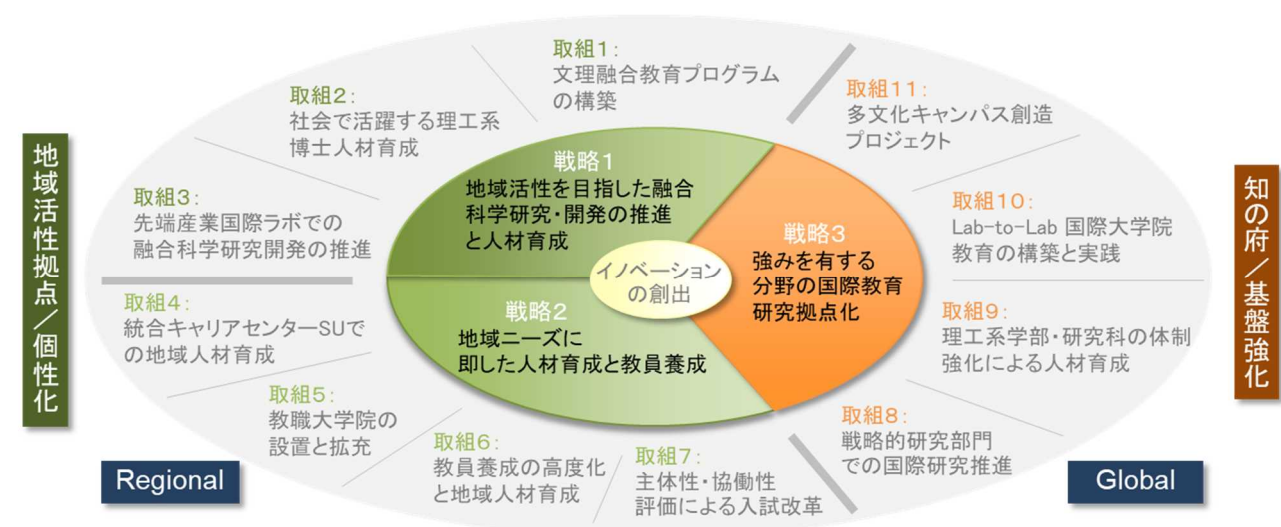 取組1：
文理融合教育プログラム
の構築
取組2：
社会で活躍する理工系
博士人材育成
取組3：
先端産業国際ラボでの
融合科学研究開発の推進
取組4：
統合キャリアセンターSUで
の地域人材育成
取組5：
教職大学院の
設置と拡充
取組6：
教員養成の高度化
と地域人材育成
取組7：
主体性・協働性
評価による入試改革
取組8：
戦略的研究部門
での国際研究推進
取組9：
理工系学部・研究科の体制
強化による人材育成
取組10：
Lab-to-Lab 国際大学院
教育の構築と実践
取組11：
多文化キャンパス創造
プロジェクト
戦略1
地域活性を目指した融合
科学研究・開発の推進
と人材育成
戦略2
地域ニーズに
即した人材育成と教員養成
戦略3
強みを有する
分野の国際教育
研究拠点化
イノベーション
の創出
地域活性拠点／個性化
知の府／基盤強化
Regional
Global